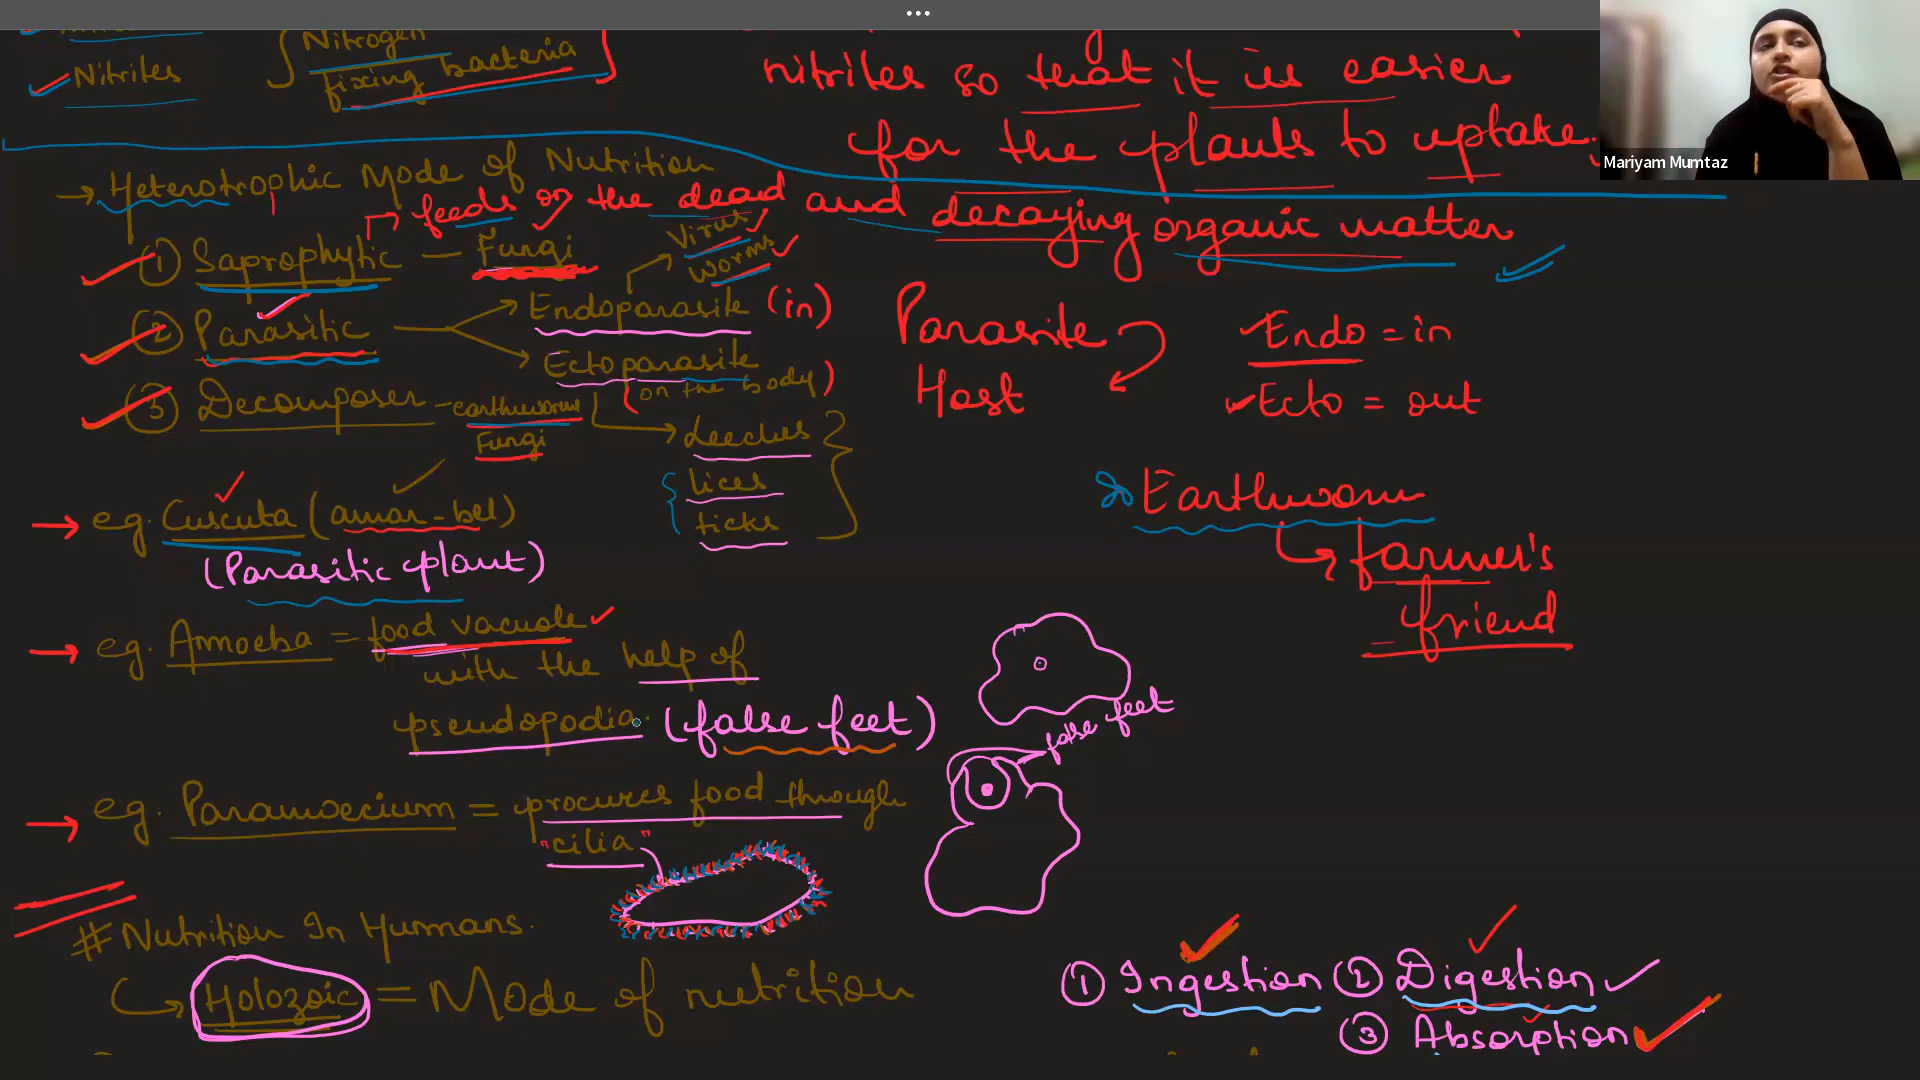 Nitrites
Nitrogen
fixing bacteria
nitrites so that it is easier
for the plants to uptake.
→ Heterotrophic Mode of Nutrition
feeds on the dead and decaying organic matter
① Saprophytic — Fungi
Virus
Worms
② Parasitic
Endoparasite (in)
Ectoparasite
(on the body)
③ Decomposer - earthworms
Fungi
Leeches
lices
ticks
Parasite
Host
Endo = in
Ecto = out
Earthworm
farmer's
friend
→ eg. Cuscuta (amar-bel)
(Parasitic plant)
→ eg. Amoeba = food vacuole
with the help of
pseudopodia. (false feet)
false feet
→ eg. Paramoecium = procures food through
"cilia"
# Nutrition In Humans.
Holozoic = Mode of nutrition
① Ingestion ② Digestion
③ Absorption
Mariyam Mumtaz